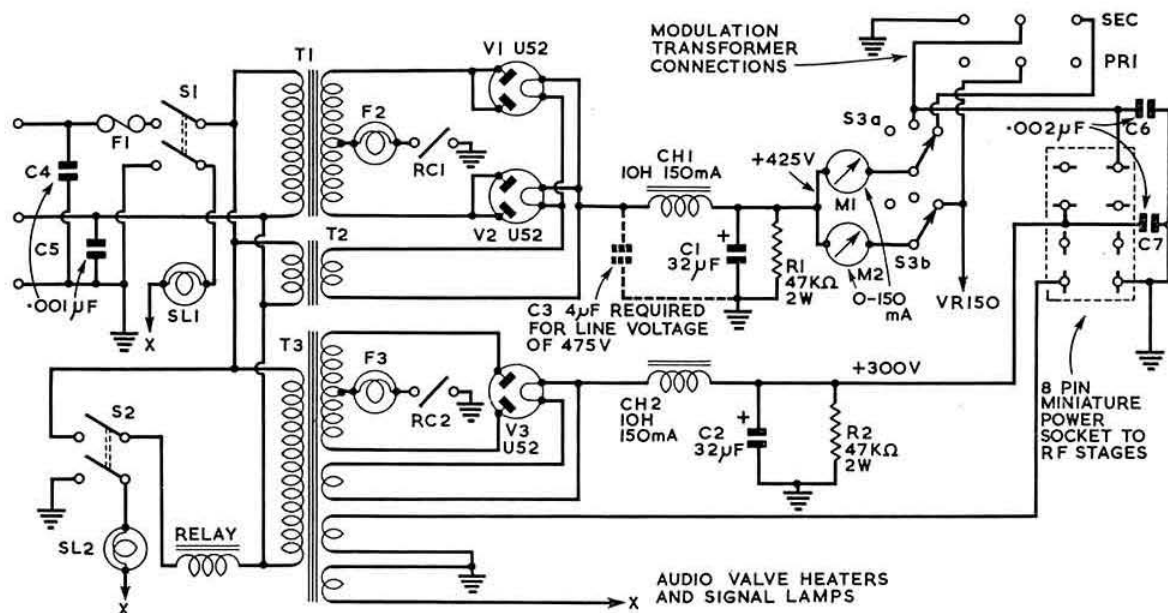 T1
V1 U52
MODULATION
TRANSFORMER
CONNECTIONS
SEC
PRI
S1
F1
F2
RC1
C4
C5
.001µF
SL1
X
V2 U52
T2
CH1
10H 150mA
+425V
M1
M2
S3a
S3b
.002µF
C6
C7
C1
32µF
+
R1
47KΩ
2W
0-150
mA
VR150
C3 4µF REQUIRED
FOR LINE VOLTAGE
OF 475V
T3
F3
RC2
V3
U52
CH2
10H
150mA
+300V
C2
32µF
+
R2
47KΩ
2W
8 PIN
MINIATURE
POWER
SOCKET TO
RF STAGES
S2
SL2
RELAY
X
X
AUDIO VALVE HEATERS
AND SIGNAL LAMPS